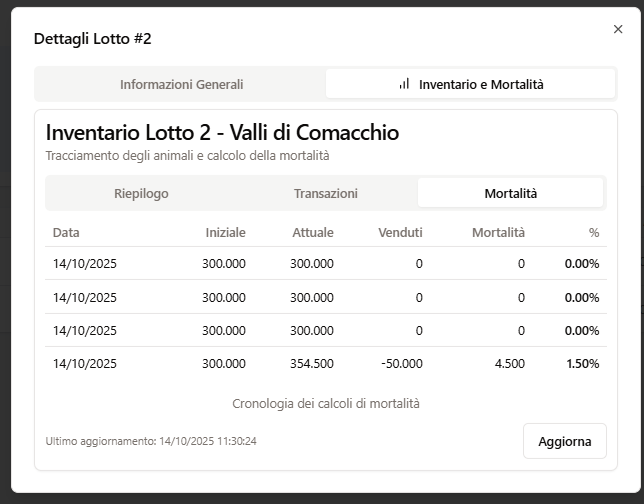 Dettagli Lotto #2
Informazioni Generali Inventario e Mortalità
Inventario Lotto 2 - Valli di Comacchio
Tracciamento degli animali e calcolo della mortalità
Riepilogo Transazioni Mortalità
Data Iniziale Attuale Venduti Mortalità %
14/10/2025 300.000 300.000 0 0 0.00%
14/10/2025 300.000 300.000 0 0 0.00%
14/10/2025 300.000 300.000 0 0 0.00%
14/10/2025 300.000 354.500 -50.000 4.500 1.50%
Cronologia dei calcoli di mortalità
Ultimo aggiornamento: 14/10/2025 11:30:24 Aggiorna